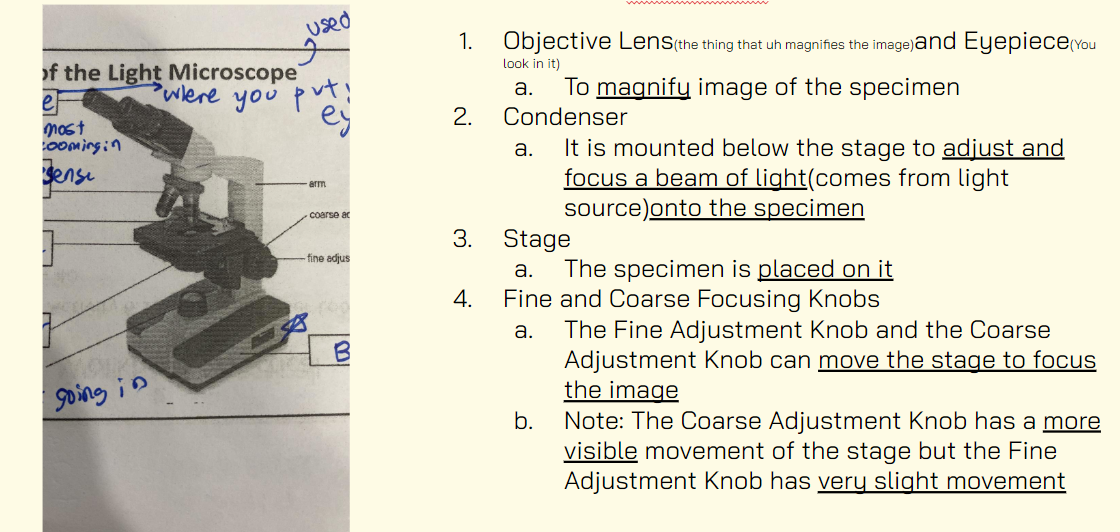 used
of the Light Microscope
where you put
e
most
zooming in
sense
arm
coarse ac
fine adjus
B
going in
1. Objective Lens(the thing that uh magnifies the image)and Eyepiece(You
look in it)
a. To magnify image of the specimen
2. Condenser
a. It is mounted below the stage to adjust and
focus a beam of light(comes from light
source)onto the specimen
3. Stage
a. The specimen is placed on it
4. Fine and Coarse Focusing Knobs
a. The Fine Adjustment Knob and the Coarse
Adjustment Knob can move the stage to focus
the image
b. Note: The Coarse Adjustment Knob has a more
visible movement of the stage but the Fine
Adjustment Knob has very slight movement